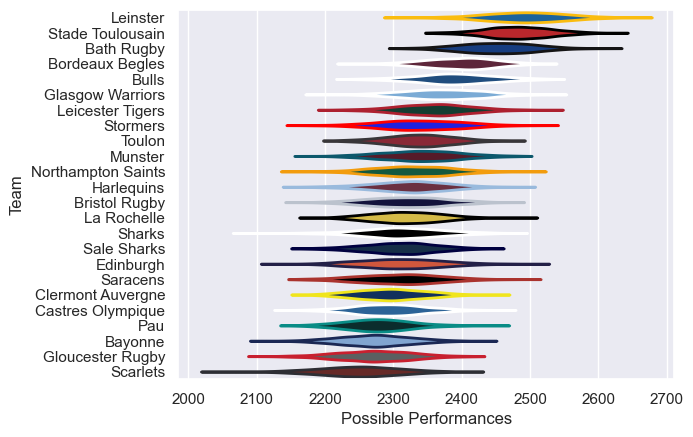 Leinster
Stade Toulousain
Bath Rugby
Bordeaux Begles
Bulls
Glasgow Warriors
Leicester Tigers
Stormers
Toulon
Munster
Northampton Saints
Harlequins
Bristol Rugby
La Rochelle
Sharks
Sale Sharks
Edinburgh
Saracens
Clermont Auvergne
Castres Olympique
Pau
Bayonne
Gloucester Rugby
Scarlets
Team
2000 2100 2200 2300 2400 2500 2600 2700
Possible Performances